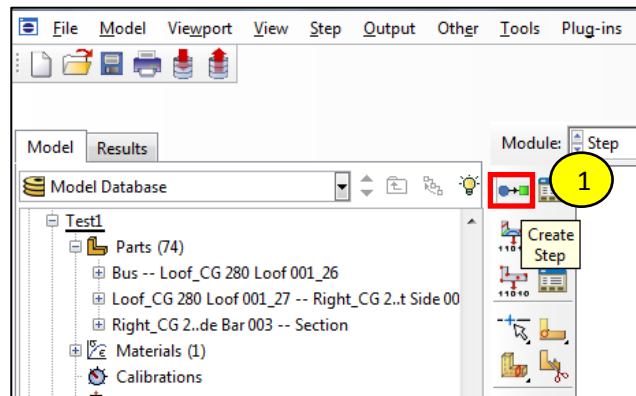 File Model Viewport View Step Output Other Tools Plug-ins
Model Results
Module: Step
Model Database
1
Create
Step
Test1
Parts (74)
Bus -- Loof_CG 280 Loof 001_26
Loof_CG 280 Loof 001_27 -- Right_CG 2..t Side 00
Right_CG 2..de Bar 003 -- Section
Materials (1)
Calibrations